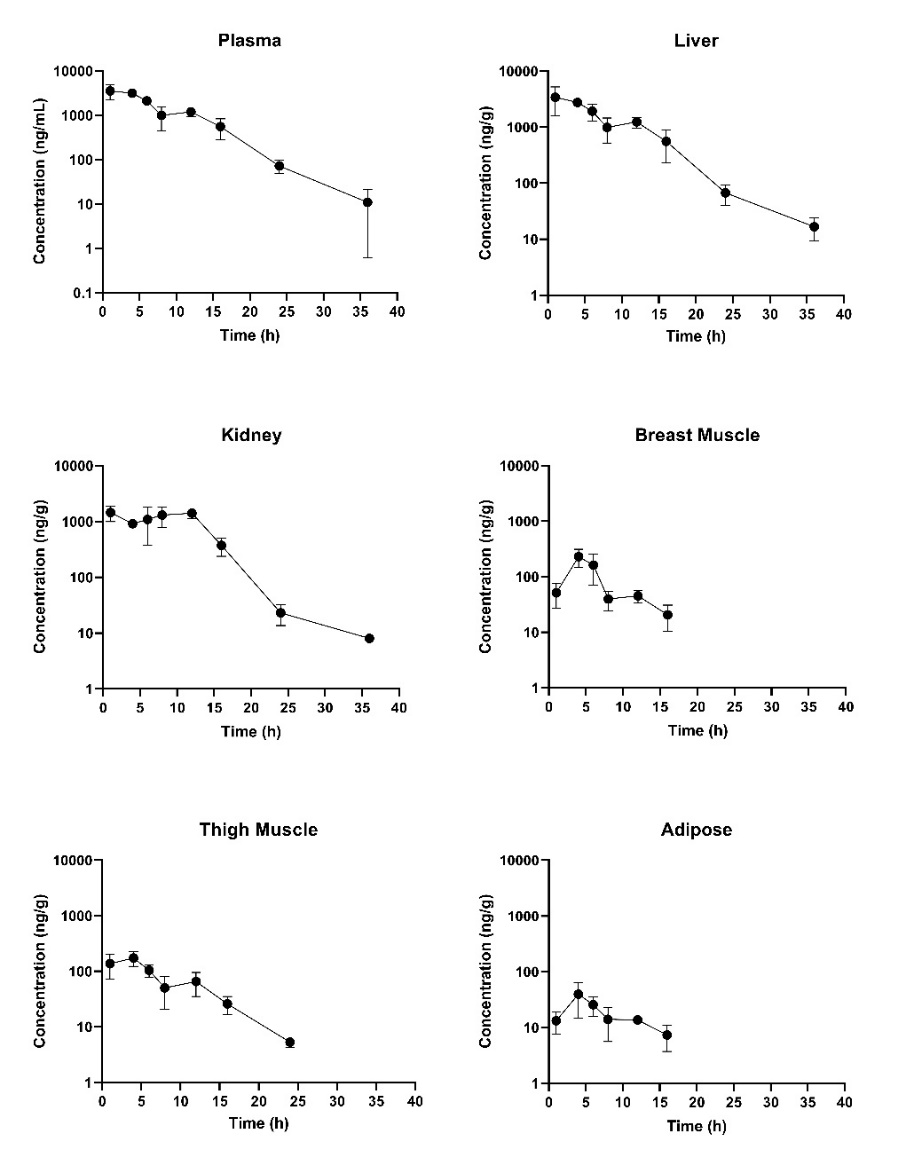 Plasma
Concentration (ng/mL)
10000
1000
100
10
1
0.1
0 5 10 15 20 25 30 35 40
Time (h)
Liver
Concentration (ng/g)
10000
1000
100
10
1
0 5 10 15 20 25 30 35 40
Time (h)
Kidney
Concentration (ng/g)
10000
1000
100
10
1
0 5 10 15 20 25 30 35 40
Time (h)
Breast Muscle
Concentration (ng/g)
10000
1000
100
10
1
0 5 10 15 20 25 30 35 40
Time (h)
Thigh Muscle
Concentration (ng/g)
10000
1000
100
10
1
0 5 10 15 20 25 30 35 40
Time (h)
Adipose
Concentration (ng/g)
10000
1000
100
10
1
0 5 10 15 20 25 30 35 40
Time (h)